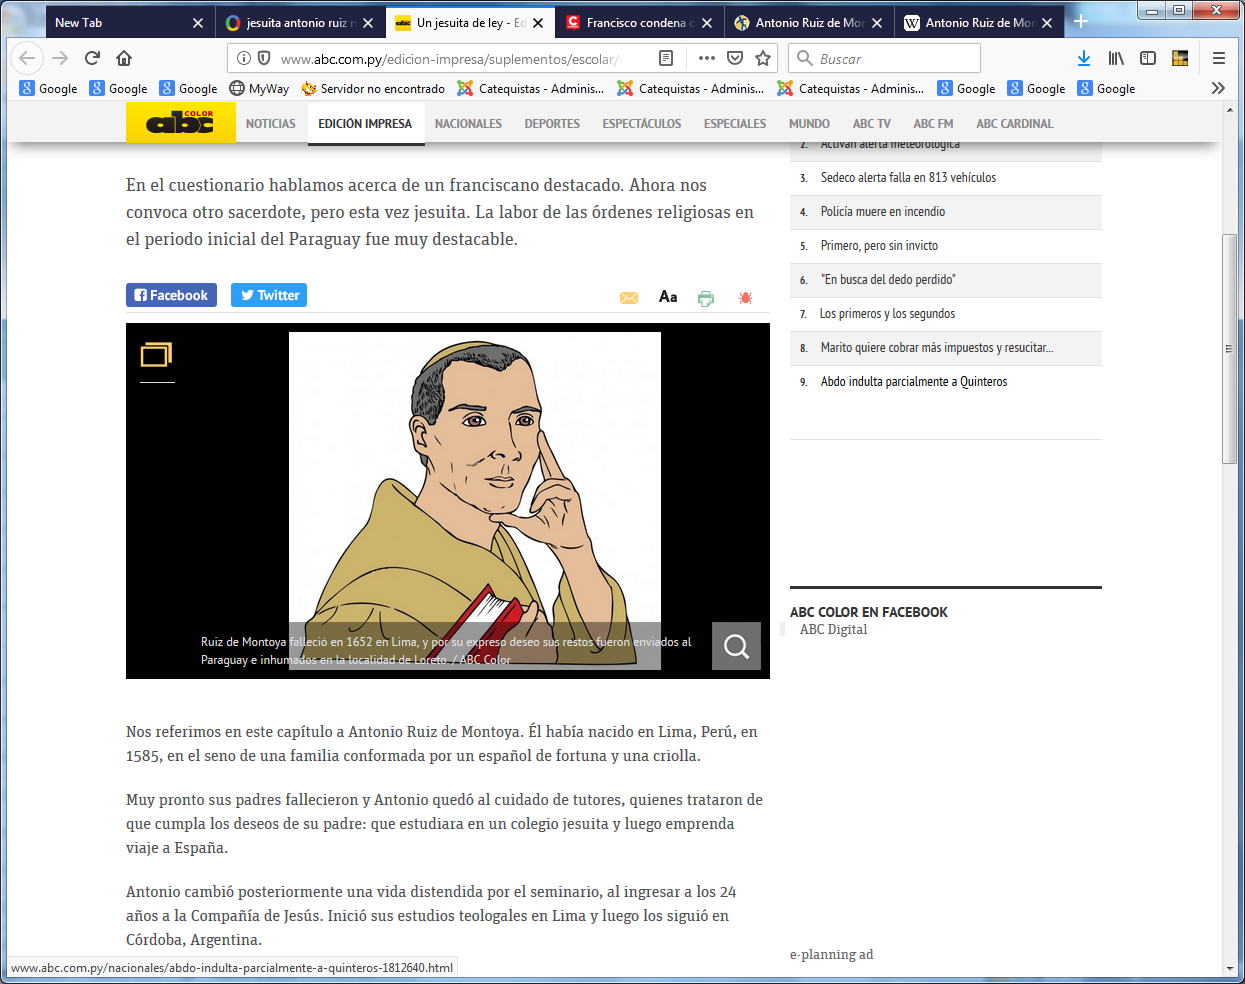 New Tab
jesuita antonio ruiz
Un jesuita de ley - Ed
Francisco condena
Antonio Ruiz de Mon
Antonio Ruiz de Mon
www.abc.com.py/edicion-impresa/suplementos/escolar/
Buscar
Google
Google
Google
MyWay
Servidor no encontrado
Catequistas - Adminis...
Catequistas - Adminis...
Catequistas - Adminis...
Google
Google
Google
abc COLOR
NOTICIAS
EDICIÓN IMPRESA
NACIONALES
DEPORTES
ESPECTÁCULOS
ESPECIALES
MUNDO
ABC TV
ABC FM
ABC CARDINAL
En el cuestionario hablamos acerca de un franciscano destacado. Ahora nos
convoca otro sacerdote, pero esta vez jesuita. La labor de las órdenes religiosas en
el periodo inicial del Paraguay fue muy destacable.
Facebook
Twitter
Aa
Ruiz de Montoya falleció en 1652 en Lima, y por su expreso deseo sus restos fueron enviados al
Paraguay e inhumados en la localidad de Loreto. / ABC Color
Nos referimos en este capítulo a Antonio Ruiz de Montoya. Él había nacido en Lima, Perú, en
1585, en el seno de una familia conformada por un español de fortuna y una criolla.
Muy pronto sus padres fallecieron y Antonio quedó al cuidado de tutores, quienes trataron de
que cumpla los deseos de su padre: que estudiara en un colegio jesuita y luego emprenda
viaje a España.
Antonio cambió posteriormente una vida distendida por el seminario, al ingresar a los 24
años a la Compañía de Jesús. Inició sus estudios teologales en Lima y luego los siguió en
Córdoba, Argentina.
2. Activan alerta meteorológica
3. Sedeco alerta falla en 813 vehículos
4. Policía muere en incendio
5. Primero, pero sin invicto
6. "En busca del dedo perdido"
7. Los primeros y los segundos
8. Marito quiere cobrar más impuestos y resucitar...
9. Abdo indulta parcialmente a Quinteros
ABC COLOR EN FACEBOOK
ABC Digital
e-planning ad
www.abc.com.py/nacionales/abdo-indulta-parcialmente-a-quinteros-1812640.html